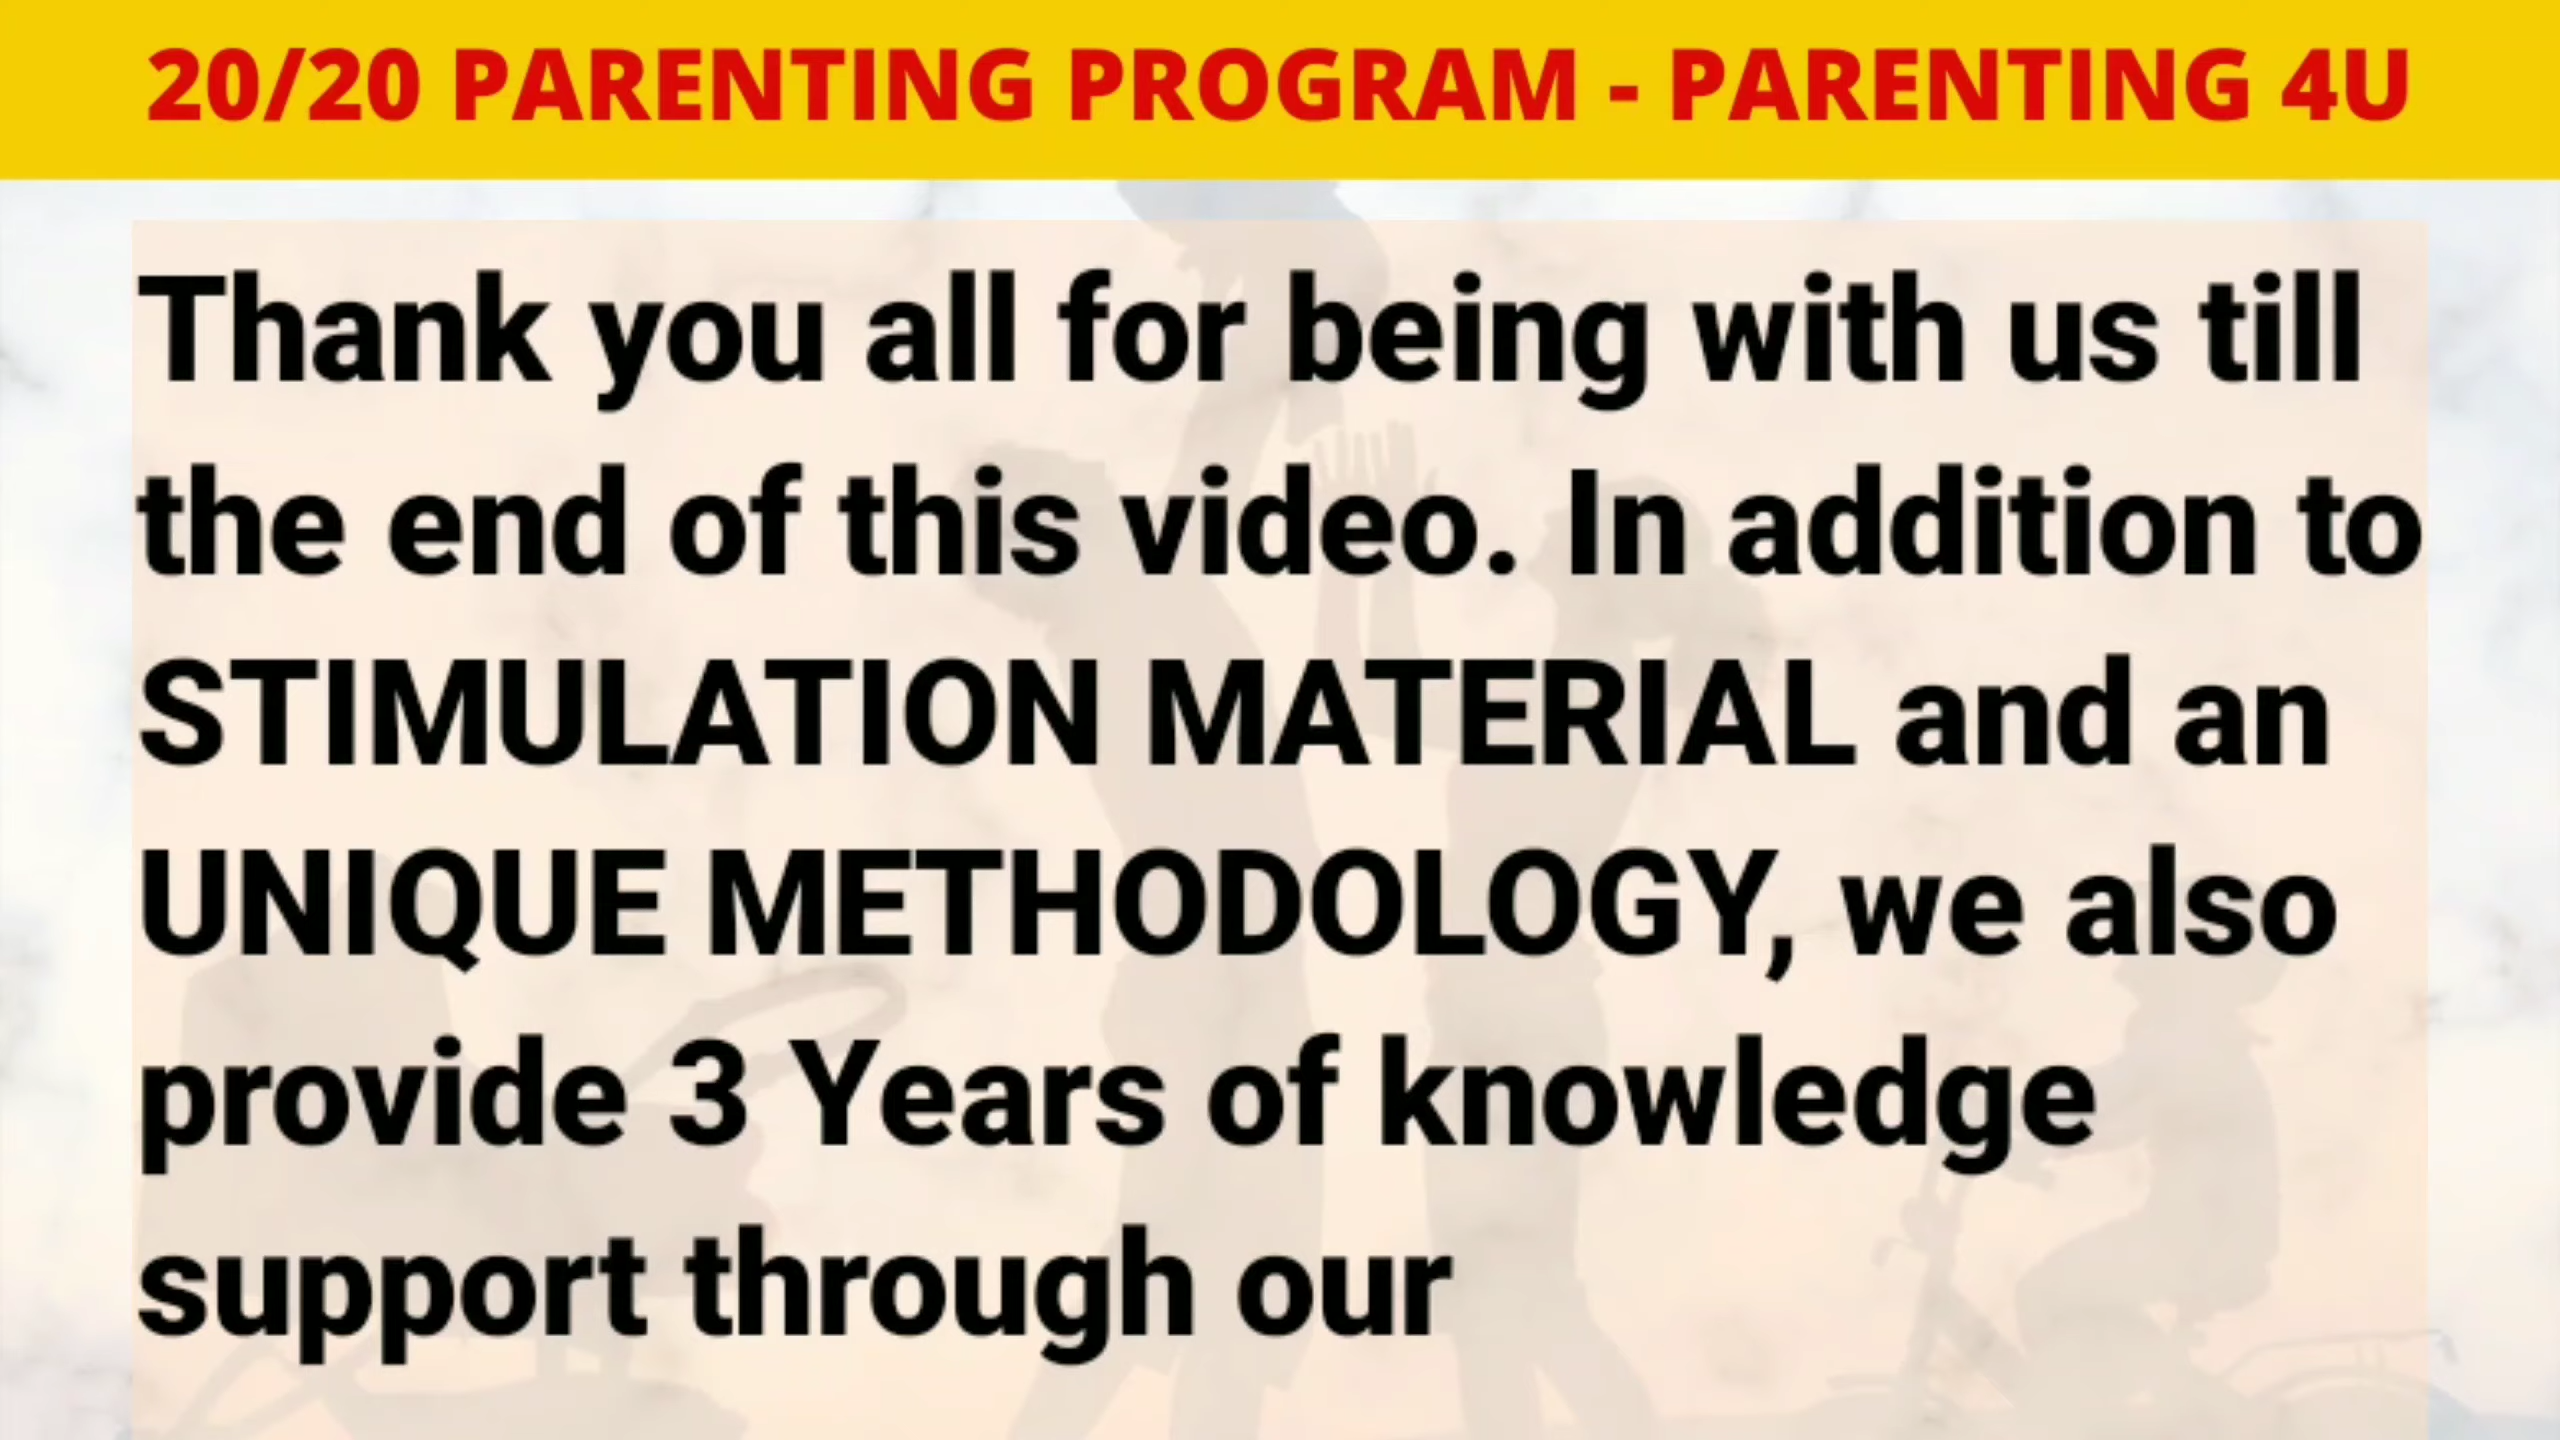 20/20 PARENTING PROGRAM - PARENTING 4U
Thank you all for being with us till
the end of this video. In addition to
STIMULATION MATERIAL and an
UNIQUE METHODOLOGY, we also
provide 3 Years of knowledge
support through our